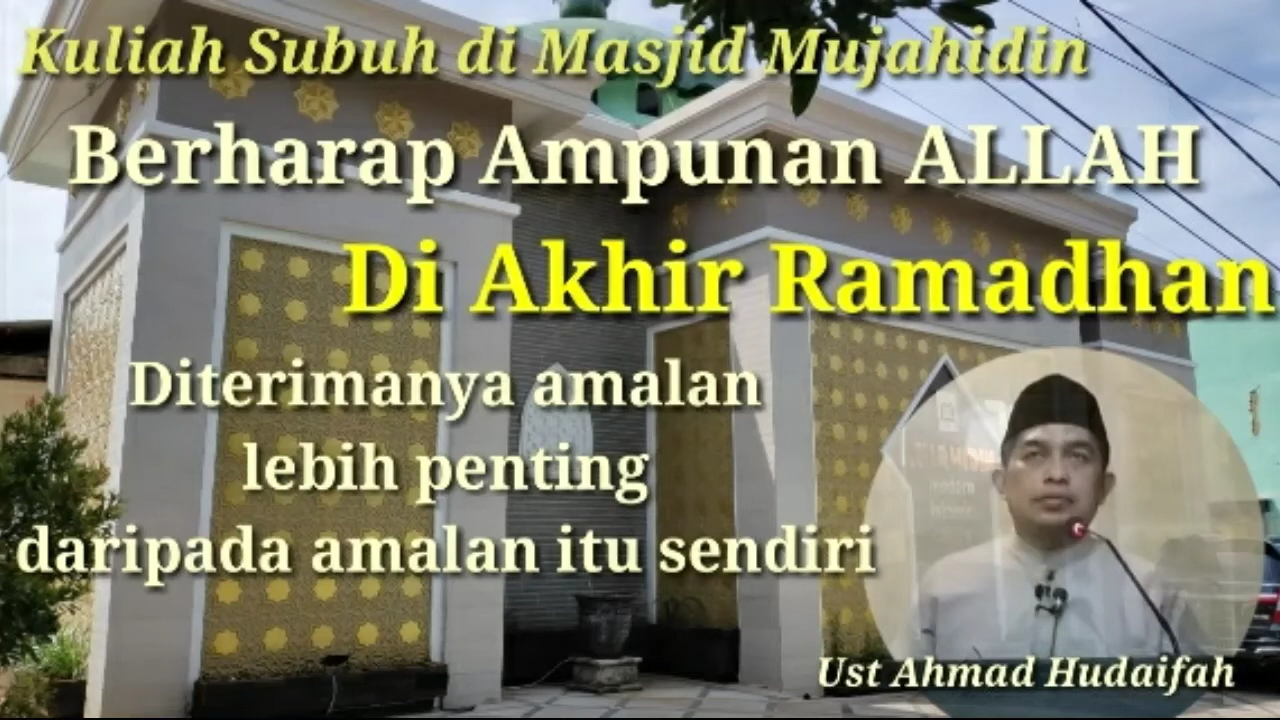 Kuliah Subuh di Masjid Mujahidin
Berharap Ampunan ALLAH
Di Akhir Ramadhan
Diterimanya amalan
lebih penting
daripada amalan itu sendiri
Ust Ahmad Hudaifah